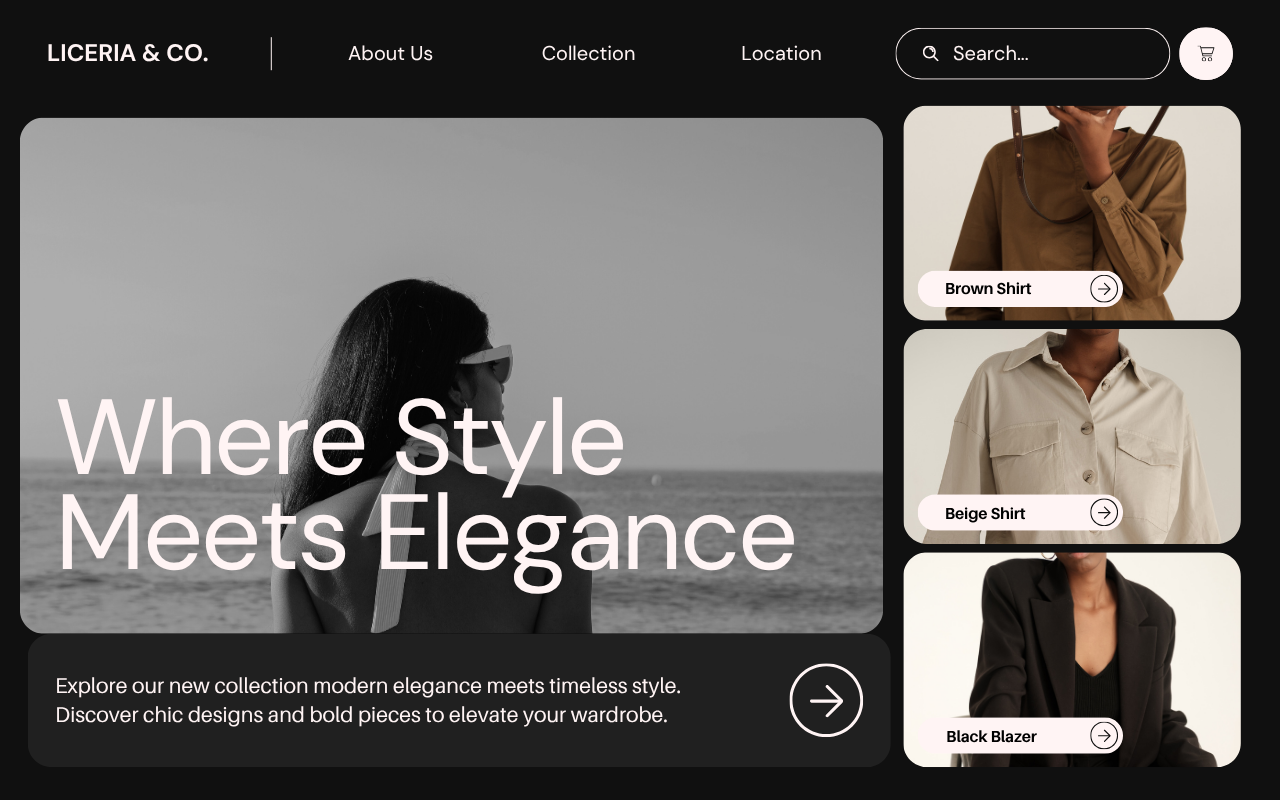 LICERIA & CO.
About Us
Collection
Location
Search...
Where Style
Meets Elegance
Explore our new collection modern elegance meets timeless style.
Discover chic designs and bold pieces to elevate your wardrobe.
Brown Shirt
Beige Shirt
Black Blazer